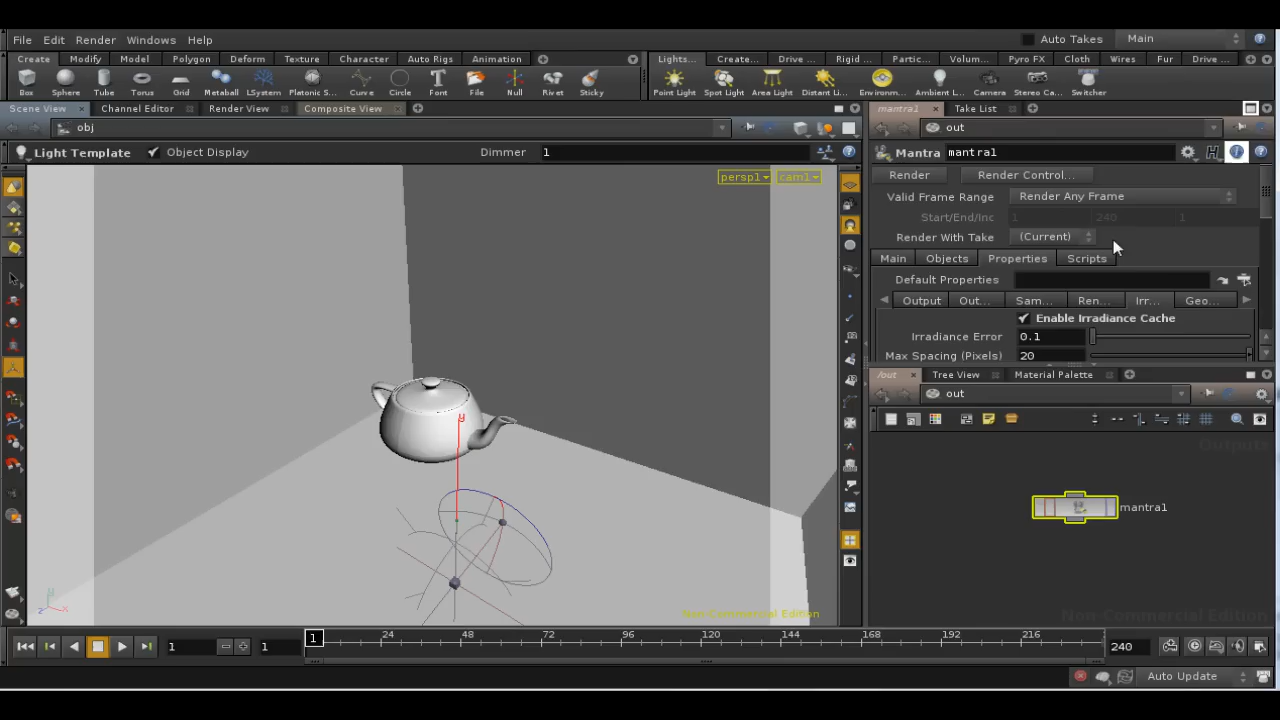 File Edit Render Windows Help Auto Takes Main
Create Modify Model Polygon Deform Texture Character Auto Rigs Animation Lights... Create... Drive ... Rigid ... Partic... Volum... Pyro FX Cloth Wires Fur Drive ...
Box Sphere Tube Torus Grid Metaball LSystem Platonic S... Curve Circle Font File Null Rivet Sticky Point Light Spot Light Area Light Distant Li... Environm... Ambient L... Camera Stereo Ca... Switcher
Scene View Channel Editor Render View Composite View mantra1 Take List
obj out
Light Template Object Display Dimmer 1 Mantra mantra1
persp1 cam1
Render Render Control...
Valid Frame Range Render Any Frame
Start/End/Inc 1 240 1
Render With Take (Current)
Main Objects Properties Scripts
Default Properties
Output Out... Sam... Ren... Irr... Geo...
Enable Irradiance Cache
Irradiance Error 0.1
Max Spacing (Pixels) 20
/out Tree View Material Palette
out
Outputs
mantra1
y
Non-Commercial Edition
Non-Commercial Edition
y
z x
1 1 1 24 48 72 96 120 144 168 192 216 240
Auto Update